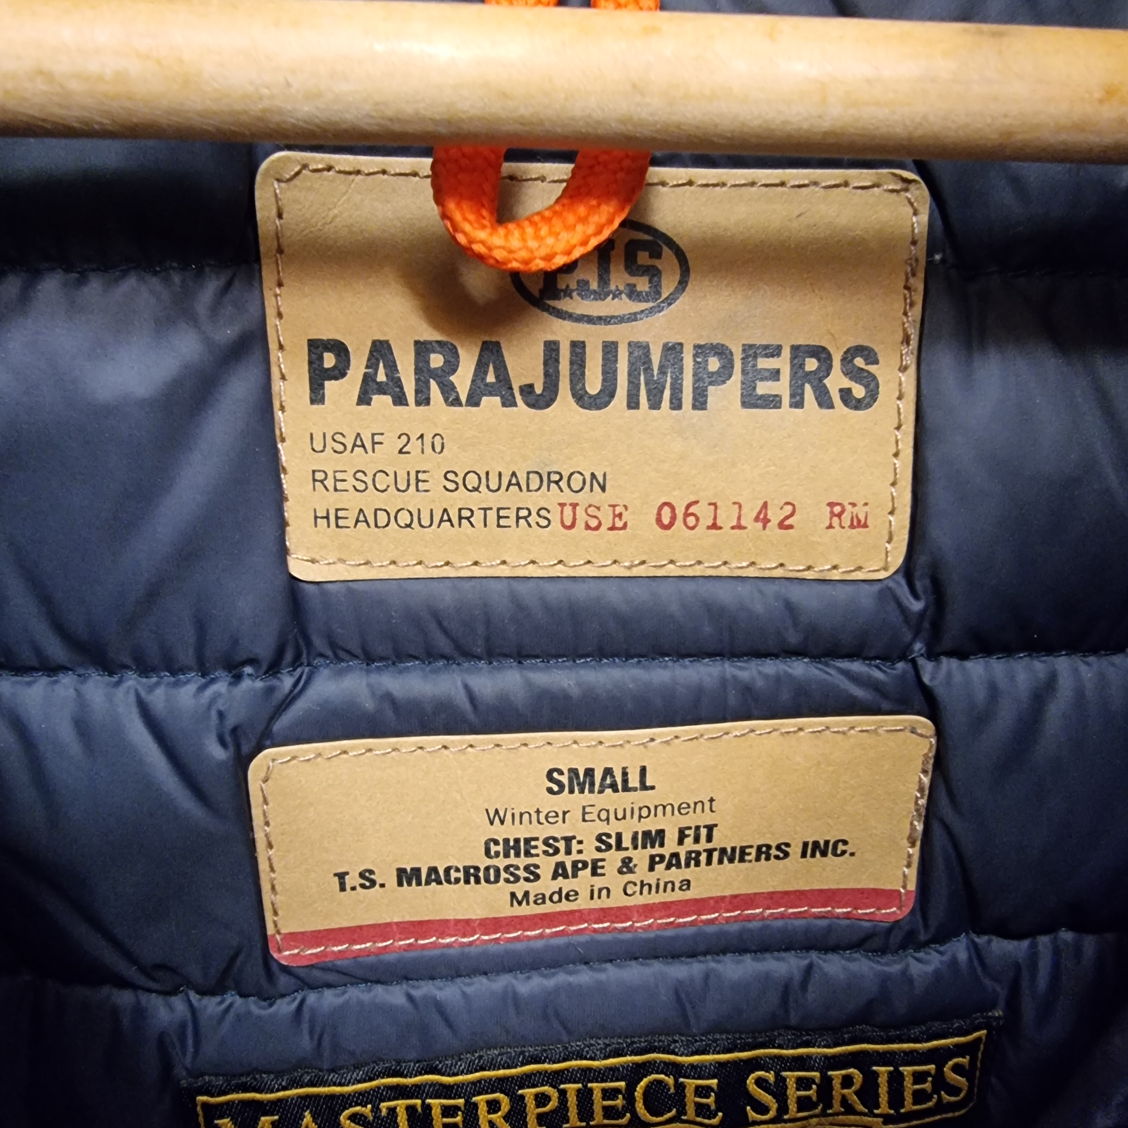 P.J.S
PARAJUMPERS
USAF 210
RESCUE SQUADRON
HEADQUARTERS USE 061142 RM
SMALL
Winter Equipment
CHEST: SLIM FIT
T.S. MACROSS APE & PARTNERS INC.
Made in China
MASTERPIECE SERIES